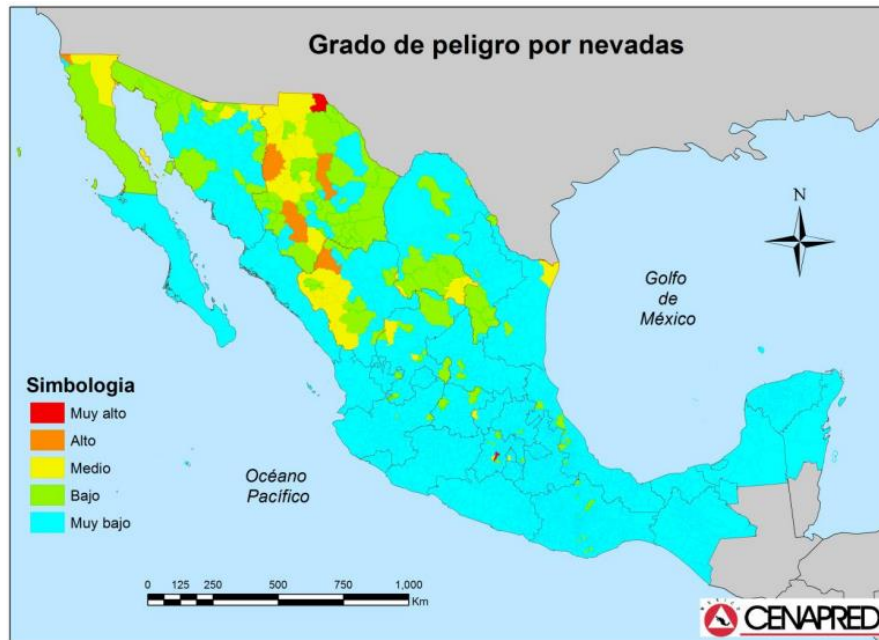 Grado de peligro por nevadas
N
Golfo
de
México
Simbologia
Muy alto
Alto
Medio
Bajo
Muy bajo
Océano
Pacífico
0 125 250 500 750 1,000
Km
CENAPRED